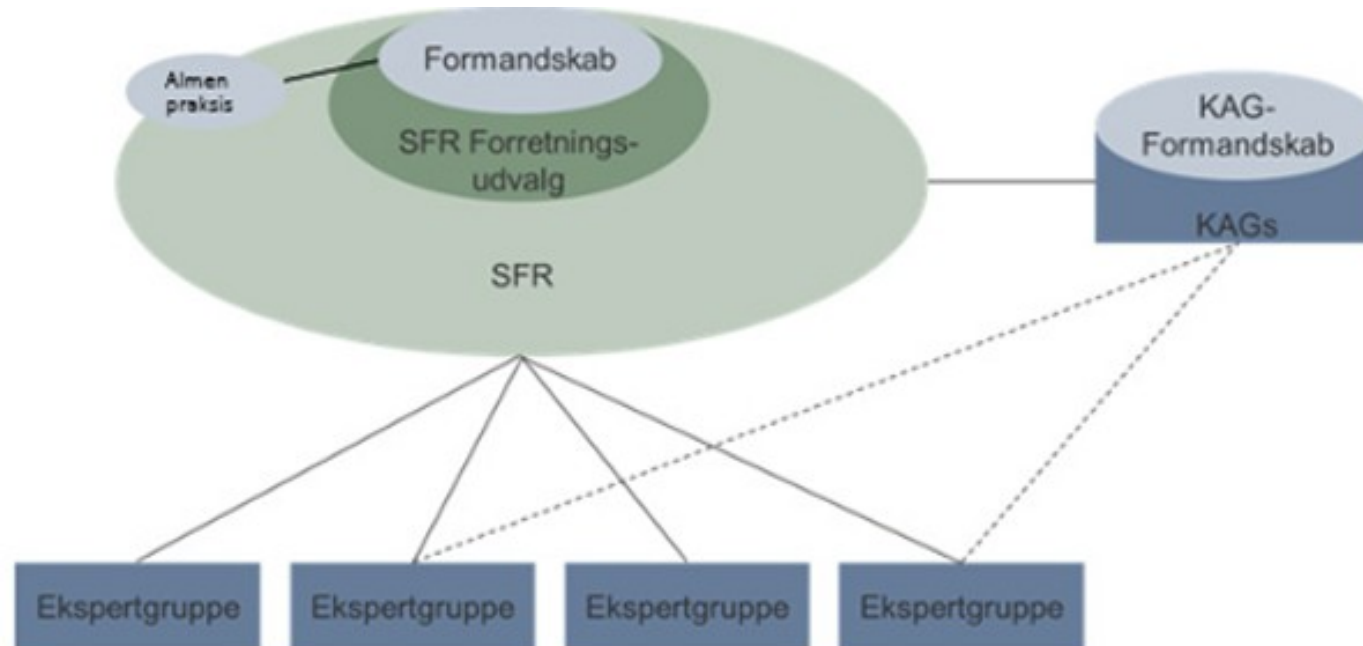 Formandskab
Almen
praksis
SFR Forretnings-
udvalg
SFR
KAG-
Formandskab
KAGs
Ekspertgruppe
Ekspertgruppe
Ekspertgruppe
Ekspertgruppe